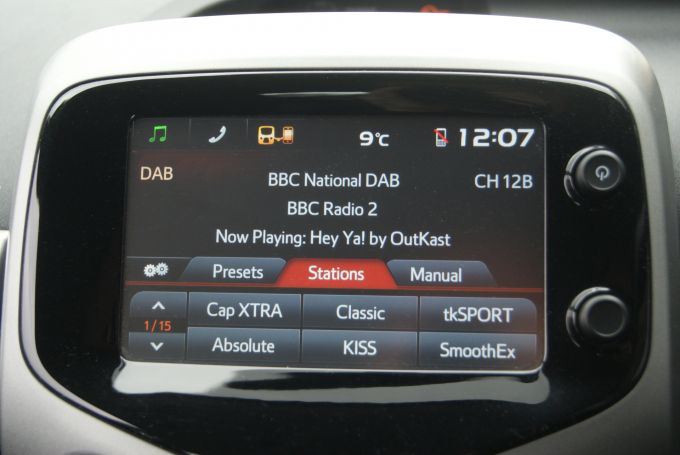 9°C 12:07
DAB BBC National DAB CH 12B
BBC Radio 2
Now Playing: Hey Ya! by OutKast
Presets Stations Manual
Cap XTRA Classic tkSPORT
1/15
Absolute KISS SmoothEx